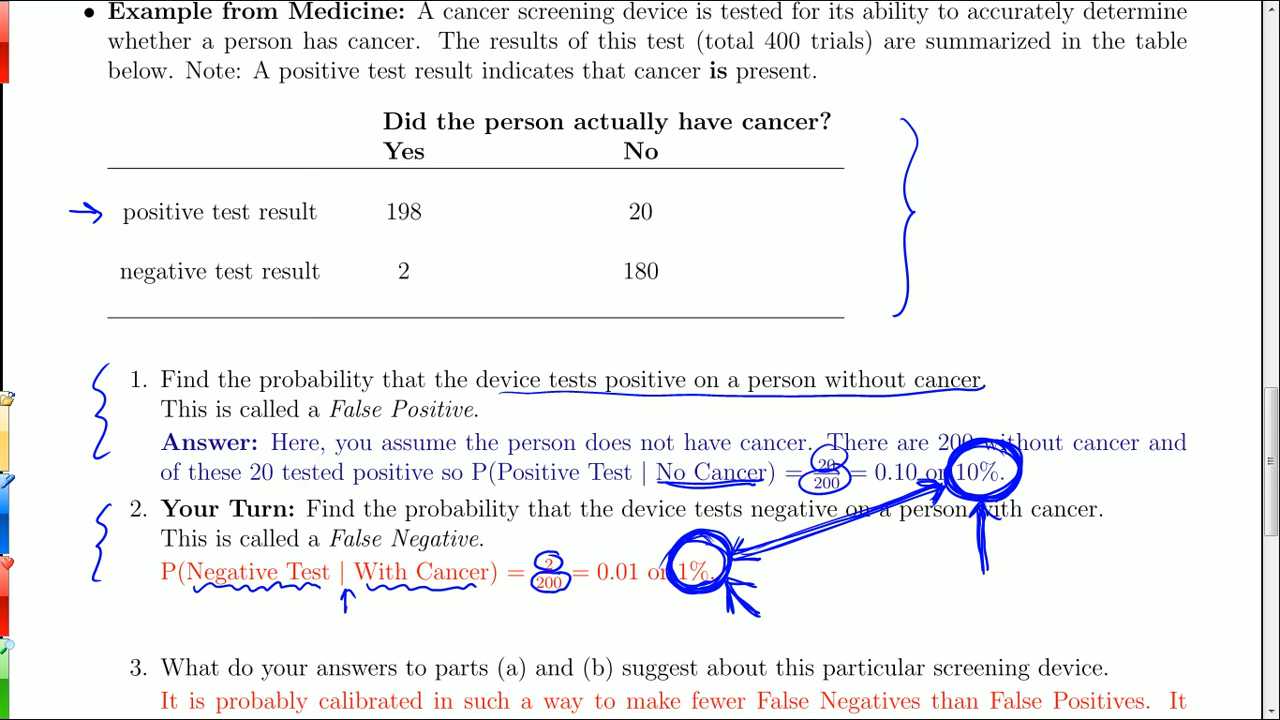 • Example from Medicine: A cancer screening device is tested for its ability to accurately determine
whether a person has cancer. The results of this test (total 400 trials) are summarized in the table
below. Note: A positive test result indicates that cancer is present.
Did the person actually have cancer?
Yes No
positive test result 198 20
negative test result 2 180
1. Find the probability that the device tests positive on a person without cancer.
This is called a False Positive.
Answer: Here, you assume the person does not have cancer. There are 200 without cancer and
of these 20 tested positive so P(Positive Test | No Cancer) = 20/200 = 0.10 or 10%.
2. Your Turn: Find the probability that the device tests negative on a person with cancer.
This is called a False Negative.
P(Negative Test | With Cancer) = 2/200 = 0.01 or 1%.
3. What do your answers to parts (a) and (b) suggest about this particular screening device.
It is probably calibrated in such a way to make fewer False Negatives than False Positives. It